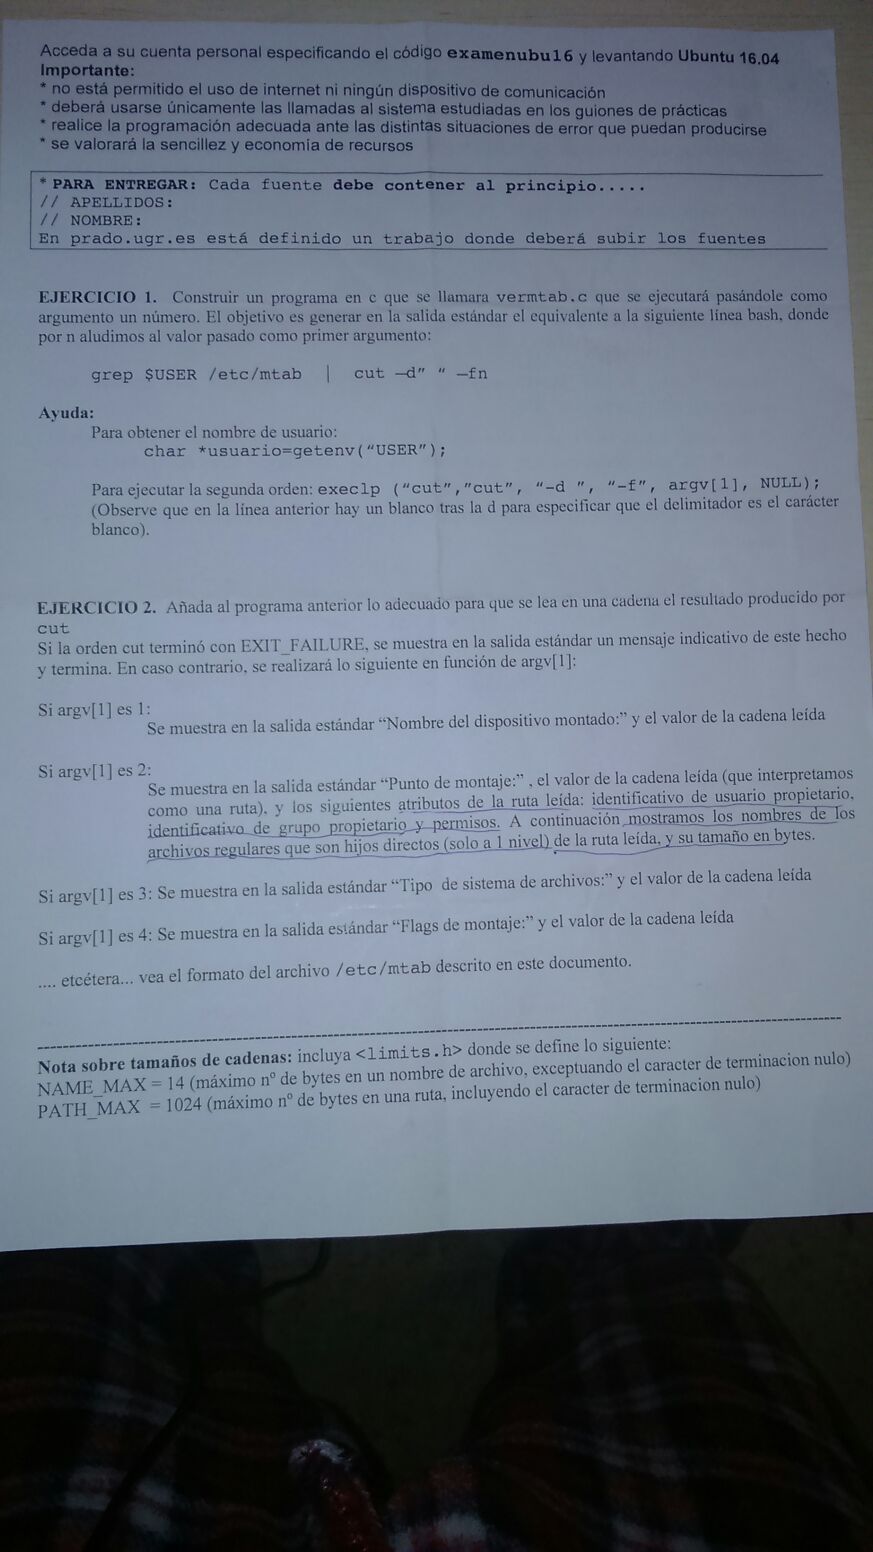 Acceda a su cuenta personal especificando el código examenubu16 y levantando Ubuntu 16.04
Importante:
* no está permitido el uso de internet ni ningún dispositivo de comunicación
* deberá usarse únicamente las llamadas al sistema estudiadas en los guiones de prácticas
* realice la programación adecuada ante las distintas situaciones de error que puedan producirse
* se valorará la sencillez y economía de recursos
* PARA ENTREGAR: Cada fuente debe contener al principio.....
// APELLIDOS:
// NOMBRE:
En prado.ugr.es está definido un trabajo donde deberá subir los fuentes
EJERCICIO 1. Construir un programa en c que se llamara vermtab.c que se ejecutará pasándole como
argumento un número. El objetivo es generar en la salida estándar el equivalente a la siguiente línea bash, donde
por n aludimos al valor pasado como primer argumento:
grep $USER /etc/mtab | cut –d” “ –fn
Ayuda:
Para obtener el nombre de usuario:
char *usuario=getenv(“USER”);
Para ejecutar la segunda orden: execlp (“cut”,”cut”, “-d ”, “-f”, argv[1], NULL);
(Observe que en la línea anterior hay un blanco tras la d para especificar que el delimitador es el carácter
blanco).
EJERCICIO 2. Añada al programa anterior lo adecuado para que se lea en una cadena el resultado producido por
cut
Si la orden cut terminó con EXIT_FAILURE, se muestra en la salida estándar un mensaje indicativo de este hecho
y termina. En caso contrario, se realizará lo siguiente en función de argv[1]:
Si argv[1] es 1:
Se muestra en la salida estándar “Nombre del dispositivo montado:” y el valor de la cadena leída
Si argv[1] es 2:
Se muestra en la salida estándar “Punto de montaje:” , el valor de la cadena leída (que interpretamos
como una ruta), y los siguientes atributos de la ruta leída: identificativo de usuario propietario,
identificativo de grupo propietario y permisos. A continuación mostramos los nombres de los
archivos regulares que son hijos directos (solo a 1 nivel) de la ruta leída, y su tamaño en bytes.
Si argv[1] es 3: Se muestra en la salida estándar “Tipo de sistema de archivos:” y el valor de la cadena leída
Si argv[1] es 4: Se muestra en la salida estándar “Flags de montaje:” y el valor de la cadena leída
.... etcétera... vea el formato del archivo /etc/mtab descrito en este documento.
Nota sobre tamaños de cadenas: incluya <limits.h> donde se define lo siguiente:
NAME_MAX = 14 (máximo nº de bytes en un nombre de archivo, exceptuando el caracter de terminacion nulo)
PATH_MAX = 1024 (máximo nº de bytes en una ruta, incluyendo el caracter de terminacion nulo)